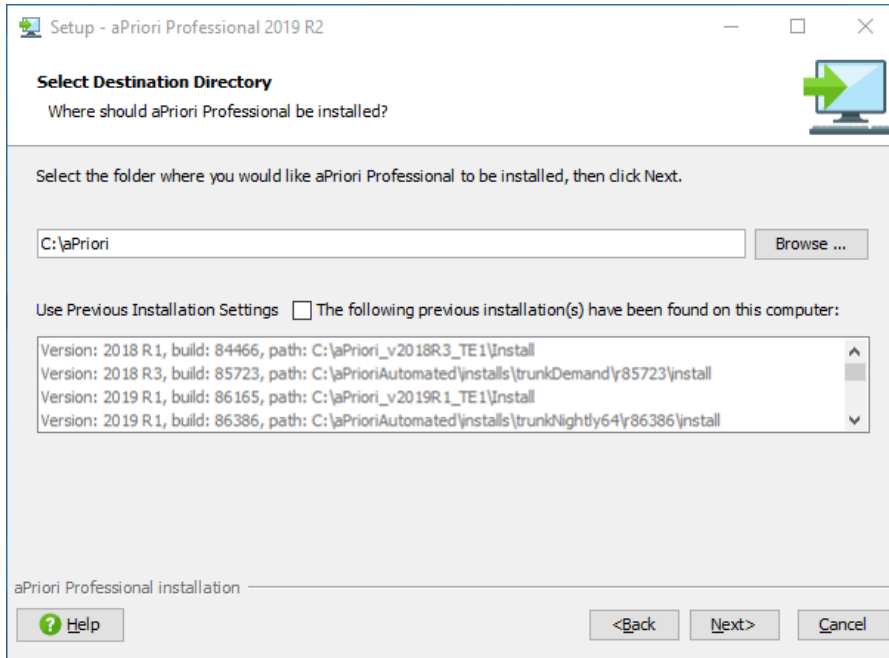 Setup - aPriori Professional 2019 R2
Select Destination Directory
Where should aPriori Professional be installed?
Select the folder where you would like aPriori Professional to be installed, then click Next.
C:\aPriori
Browse ...
Use Previous Installation Settings The following previous installation(s) have been found on this computer:
Version: 2018 R1, build: 84466, path: C:\aPriori_v2018R3_TE1\Install
Version: 2018 R3, build: 85723, path: C:\aPrioriAutomated\installs\trunkDemand\r85723\install
Version: 2019 R1, build: 86165, path: C:\aPriori_v2019R1_TE1\Install
Version: 2019 R1, build: 86386, path: C:\aPrioriAutomated\installs\trunkNightly64\r86386\install
aPriori Professional installation
? Help
<Back
Next>
Cancel